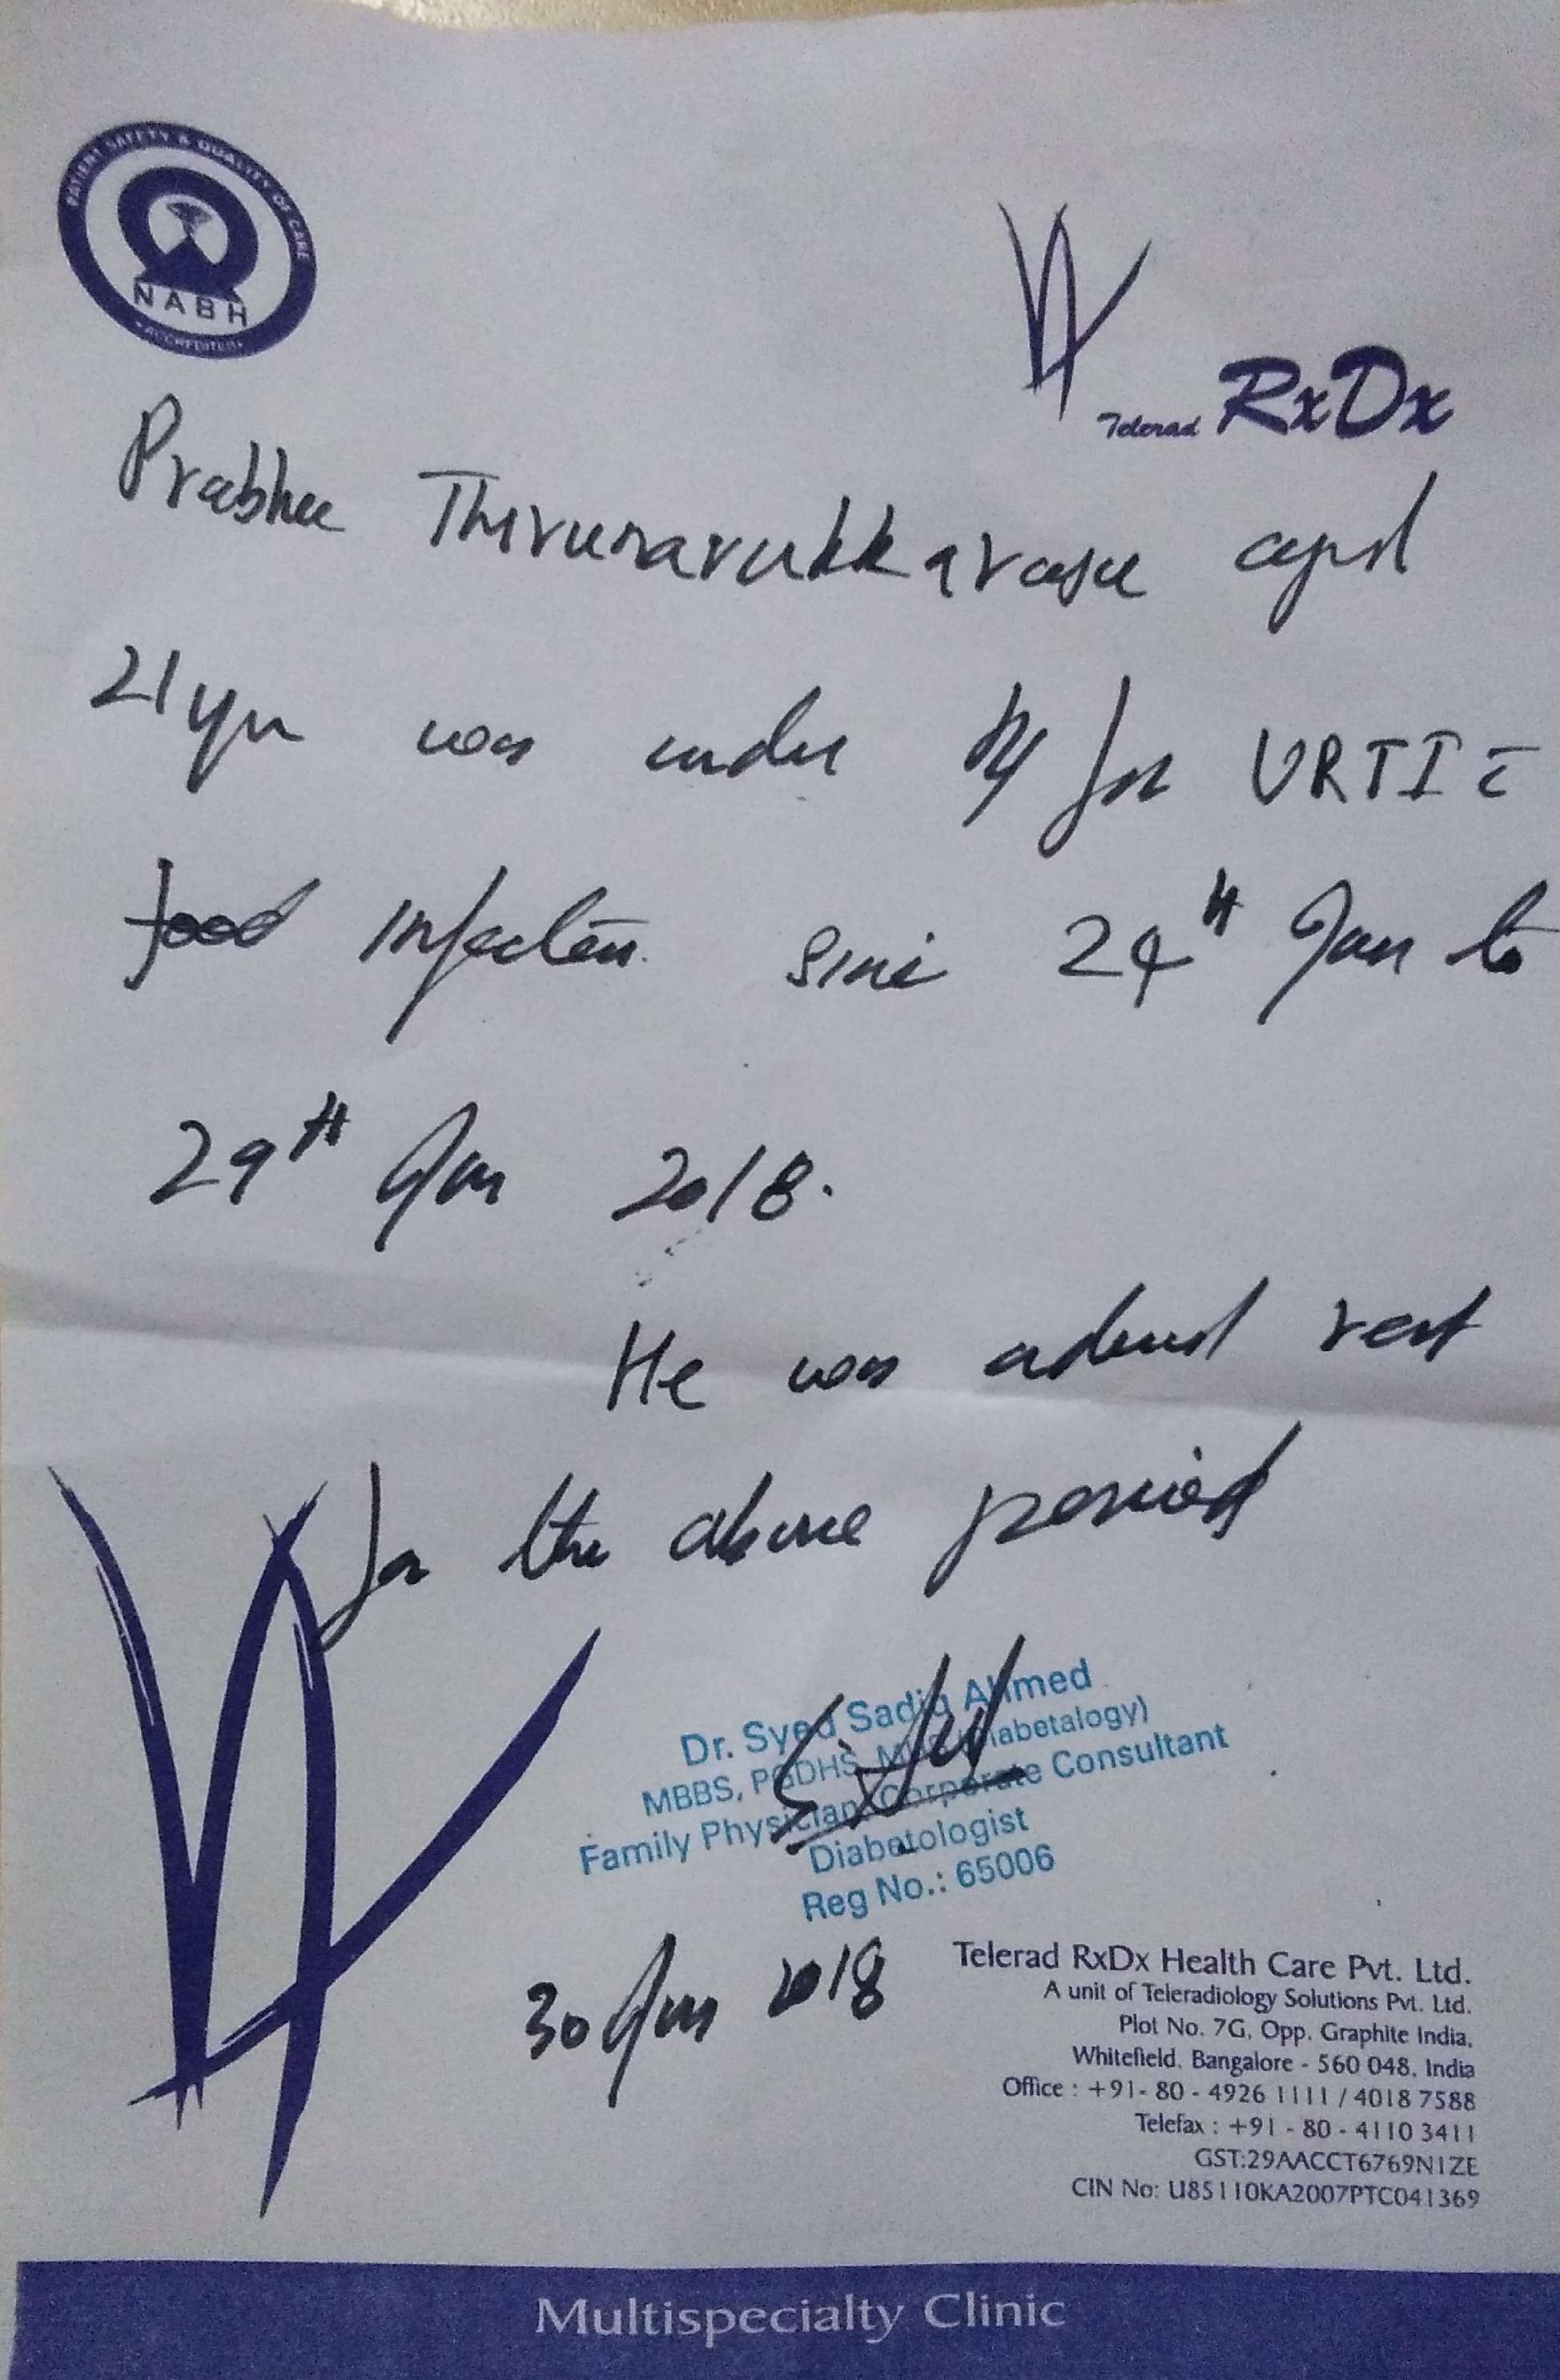 PATIENT SAFETY & QUALITY OF CARE
NABH
ACCREDITED
Telerad RxDx
Prabhu Thirunavukkarasu aged
21 yrs was under for URTI c̄
food infection since 24th Jan to
29th Jan 2018.
He was advised rest
for the above period
Dr. Syed Sadiq Ahmed
MBBS, PGDHS, (Diabetalogy)
Family Physician, Corporate Consultant
Diabetologist
Reg No.: 65006
30 Jan 2018
Telerad RxDx Health Care Pvt. Ltd.
A unit of Teleradiology Solutions Pvt. Ltd.
Plot No. 7G, Opp. Graphite India,
Whitefield, Bangalore - 560 048, India
Office : +91- 80 - 4926 1111 / 4018 7588
Telefax : +91 - 80 - 4110 3411
GST:29AACCT6769N1ZE
CIN No: U85110KA2007PTC041369
Multispecialty Clinic